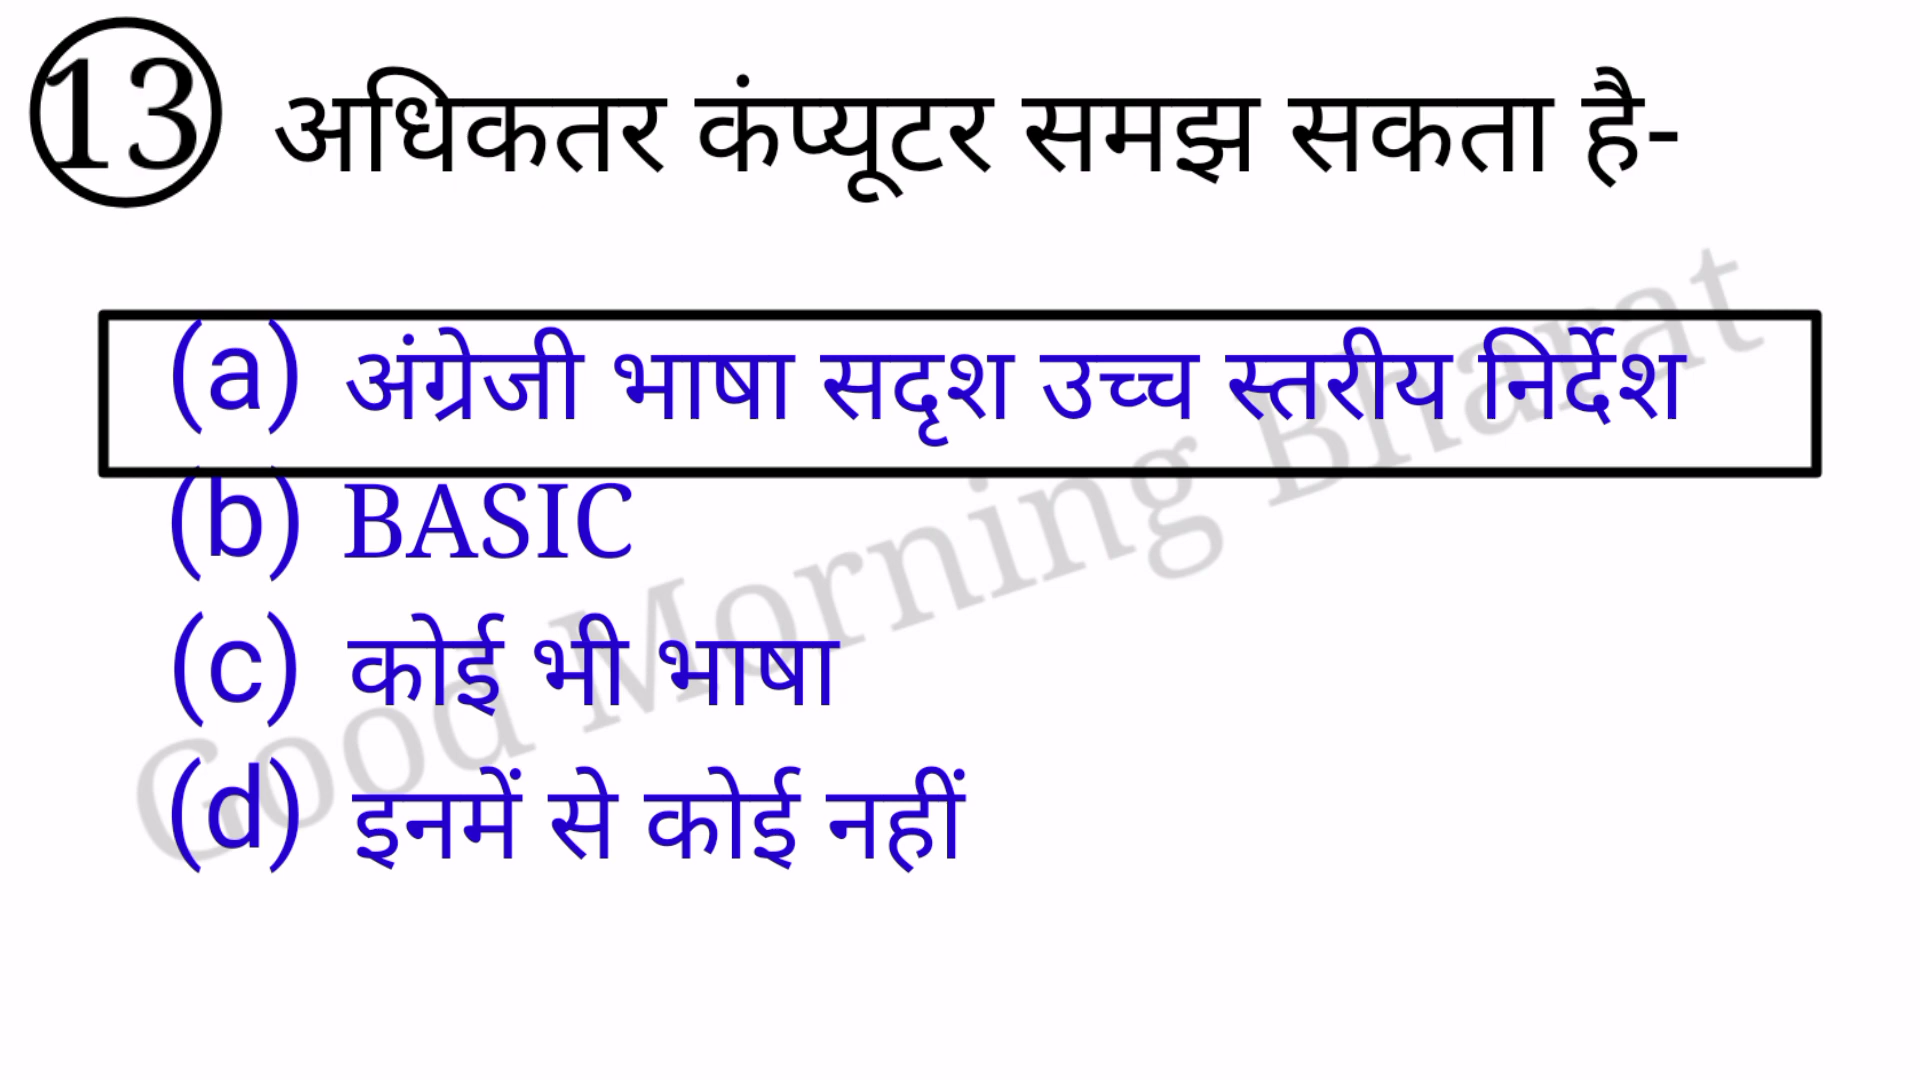 13 अधिकतर कंप्यूटर समझ सकता है-
(a) अंग्रेजी भाषा सदृश उच्च स्तरीय निर्देश
(b) BASIC
(c) कोई भी भाषा
(d) इनमें से कोई नहीं
Good Morning Bharat